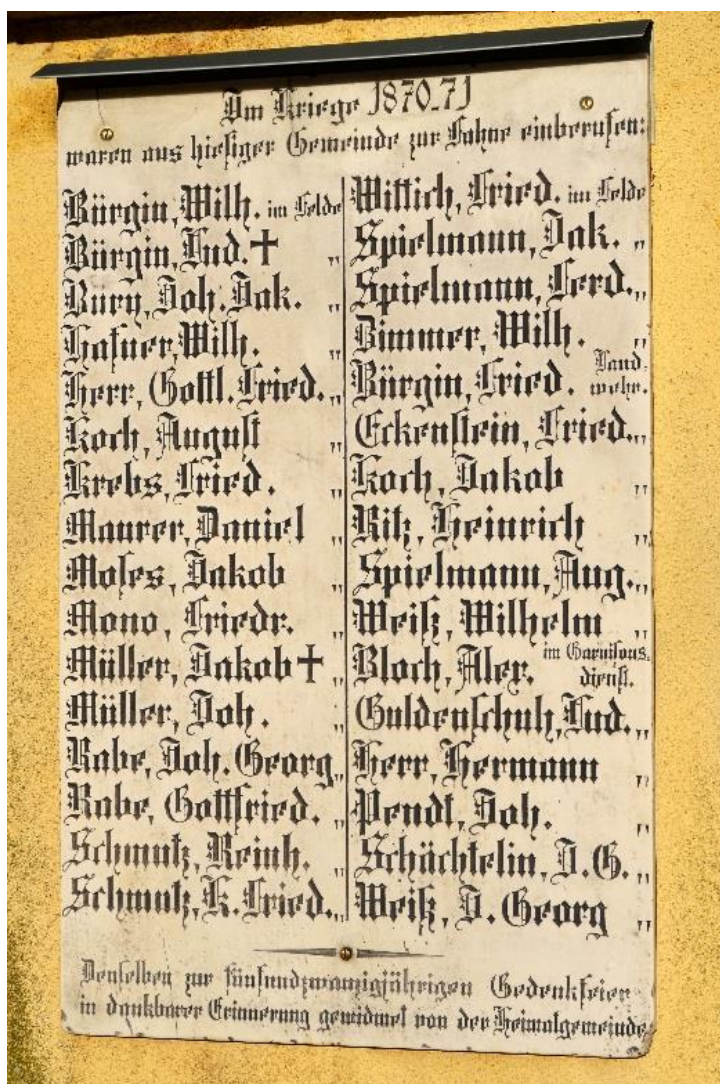 Im Kriege 1870-71
waren aus hiesiger Gemeinde zur Fahne einberufen:
Bürgin, Wilh. im Felde
Bürgin, Lud. ✝ "
Bury, Joh. Jak. "
Hafner, Wilh. "
Herr, Gottl. Fried. "
Koch, August "
Krebs, Fried. "
Maurer, Daniel "
Moses, Jakob "
Mono, Friedr. "
Müller, Jakob ✝ "
Müller, Joh. "
Rabe, Joh. Georg "
Rabe, Gottfried. "
Schmutz, Reinh. "
Schmutz, K. Fried. "
Wittich, Fried. im Felde
Spielmann, Jak. "
Spielmann, Ferd. "
Bimmer, Wilh. "
Bürgin, Fried. Landwehr.
Eckenstein, Fried. "
Koch, Jakob "
Ritz, Heinrich "
Spielmann, Aug. "
Weiß, Wilhelm "
Bloch, Alex. im Garnisonsdienst.
Guldenschuh, Lud. "
Herr, Hermann "
Pendt, Joh. "
Schächtelin, J. G. "
Weiß, J. Georg "
Denselben zur fünfundzwanzigjährigen Gedenkfeier
in dankbarer Erinnerung gewidmet von der Heimatgemeinde